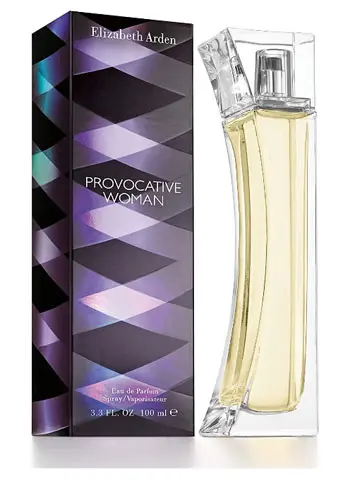 Elizabeth Arden
PROVOCATIVE
WOMAN
Eau de Parfum
Spray/Vaporisateur
3.3 FL. OZ 100 ml ℮